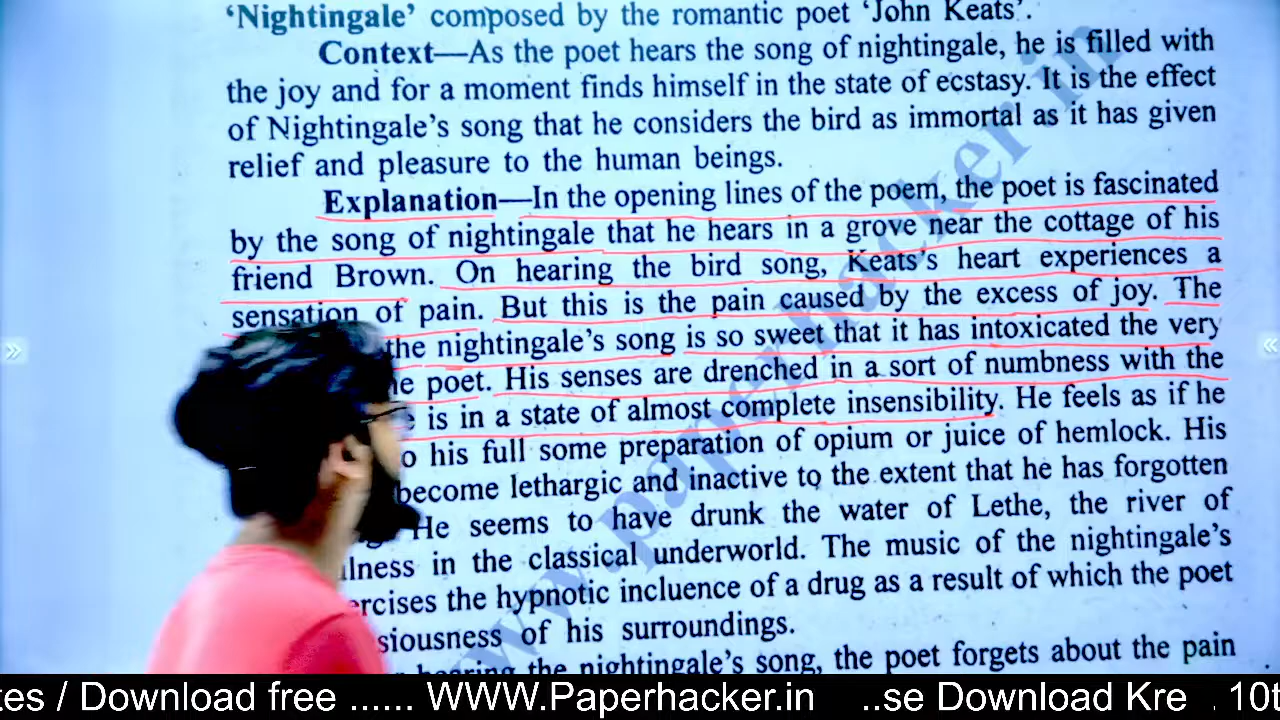 ‘Nightingale’ composed by the romantic poet ‘John Keats’.
Context—As the poet hears the song of nightingale, he is filled with
the joy and for a moment finds himself in the state of ecstasy. It is the effect
of Nightingale’s song that he considers the bird as immortal as it has given
relief and pleasure to the human beings.
Explanation—In the opening lines of the poem, the poet is fascinated
by the song of nightingale that he hears in a grove near the cottage of his
friend Brown. On hearing the bird song, Keats’s heart experiences a
sensation of pain. But this is the pain caused by the excess of joy. The
the nightingale’s song is so sweet that it has intoxicated the very
poet. His senses are drenched in a sort of numbness with the
is in a state of almost complete insensibility. He feels as if he
his full some preparation of opium or juice of hemlock. His
become lethargic and inactive to the extent that he has forgotten
He seems to have drunk the water of Lethe, the river of
lness in the classical underworld. The music of the nightingale’s
ercises the hypnotic incluence of a drug as a result of which the poet
siousness of his surroundings.
hearing the nightingale’s song, the poet forgets about the pain
www.paperhacker.in
tes / Download free ...... WWW.Paperhacker.in ..se Download Kre . 10t